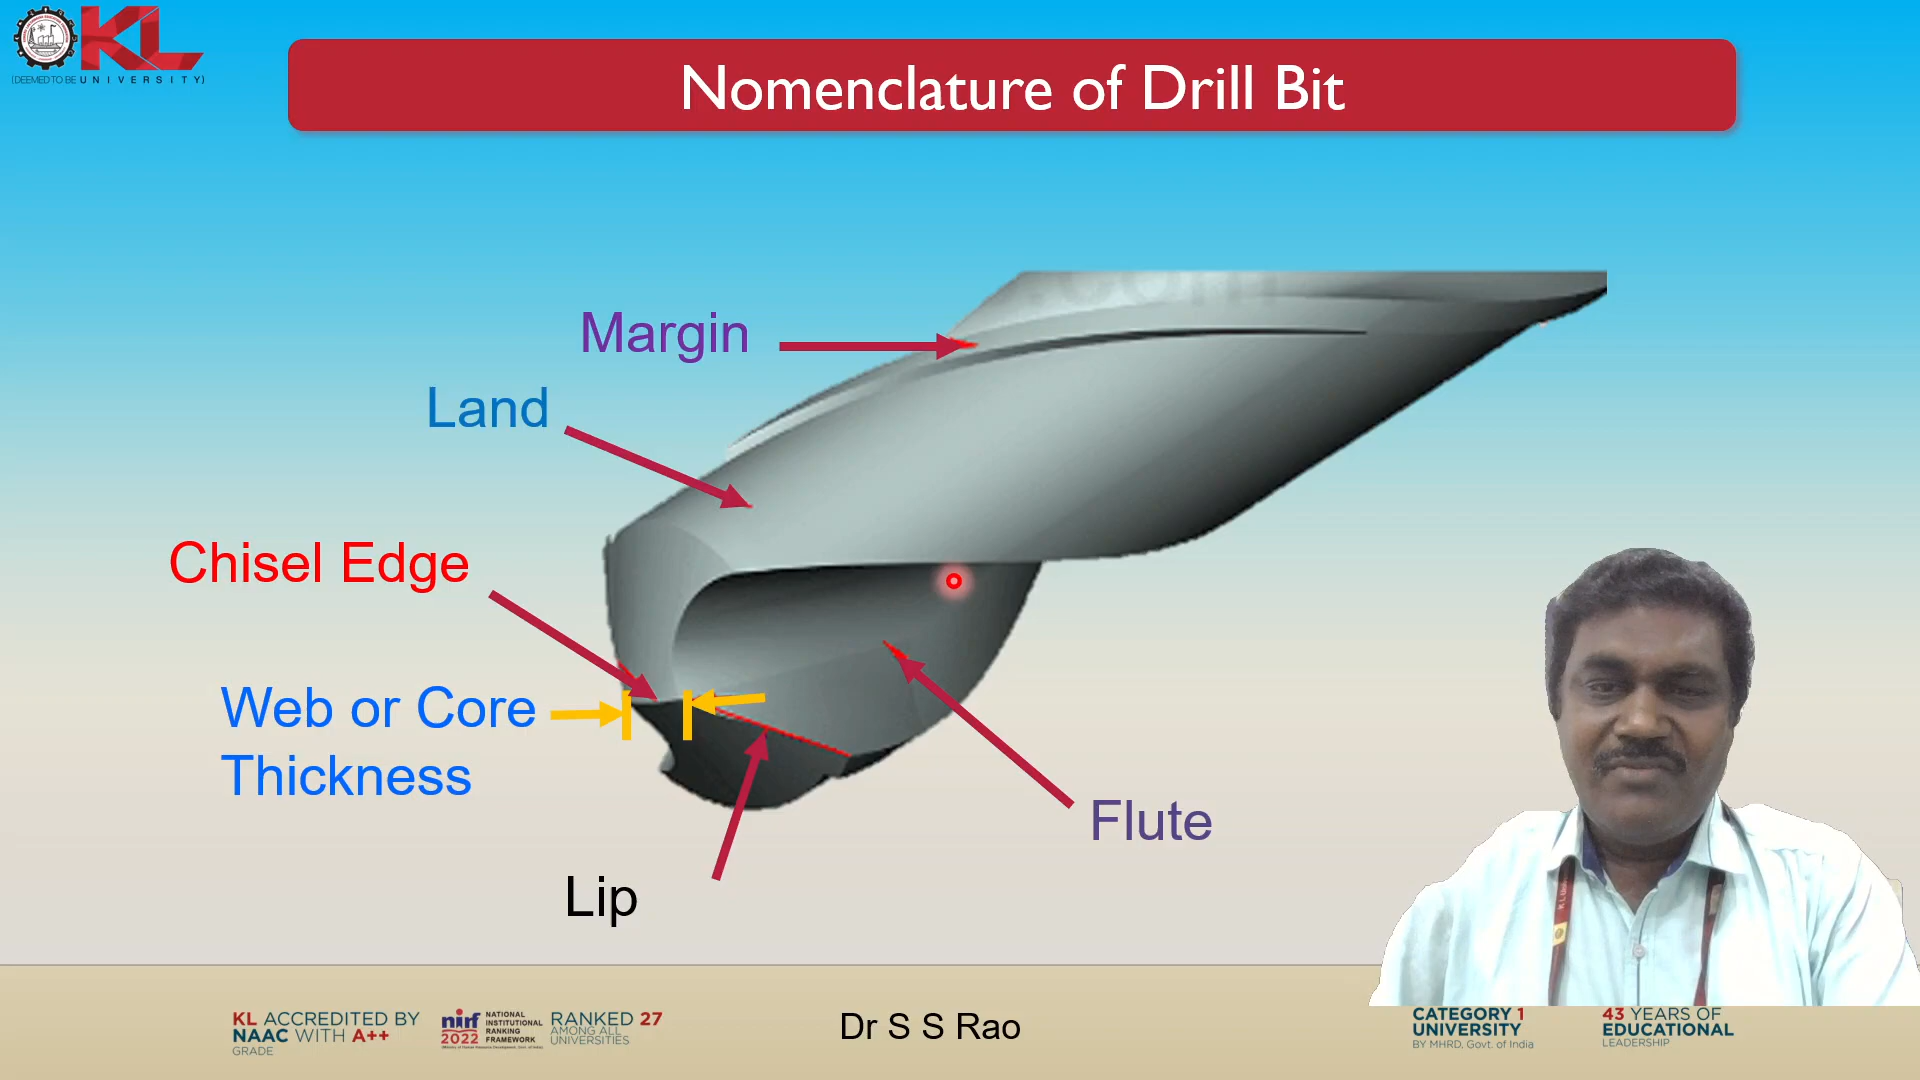 KL
(DEEMED TO BE UNIVERSITY)
Nomenclature of Drill Bit
.com
Margin
Land
Chisel Edge
Web or Core
Thickness
Lip
Flute
KL ACCREDITED BY
NAAC WITH A++
GRADE
nirf
2022
NATIONAL
INSTITUTIONAL
RANKING
FRAMEWORK
RANKED 27
AMONG ALL
UNIVERSITIES
Dr S S Rao
CATEGORY 1
UNIVERSITY
BY MHRD, Govt. of India
43 YEARS OF
EDUCATIONAL
LEADERSHIP